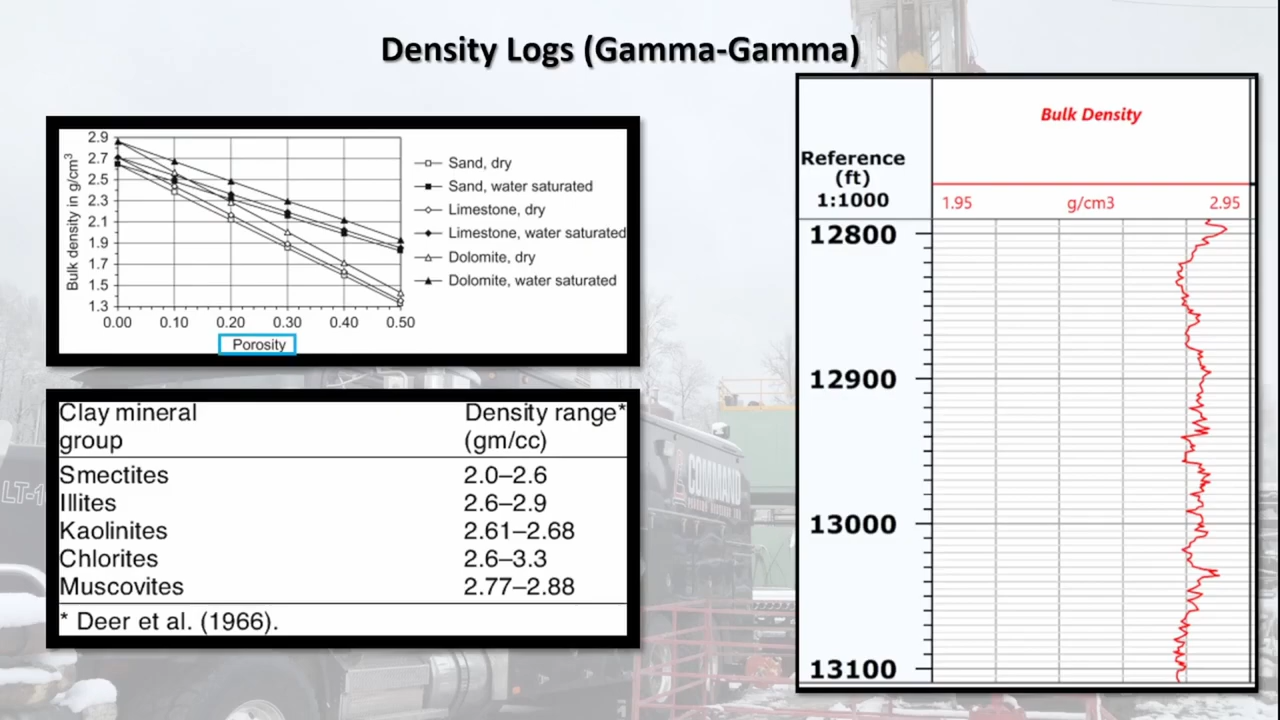 Density Logs (Gamma-Gamma)
2.9
2.7
2.5
2.3
2.1
1.9
1.7
1.5
1.3
Bulk density in g/cm³
0.00 0.10 0.20 0.30 0.40 0.50
Porosity
Sand, dry
Sand, water saturated
Limestone, dry
Limestone, water saturated
Dolomite, dry
Dolomite, water saturated
Clay mineral Density range*
group (gm/cc)
Smectites 2.0–2.6
Illites 2.6–2.9
Kaolinites 2.61–2.68
Chlorites 2.6–3.3
Muscovites 2.77–2.88
* Deer et al. (1966).
Bulk Density
Reference
(ft)
1:1000
1.95 g/cm3 2.95
12800
12900
13000
13100
COMMAND